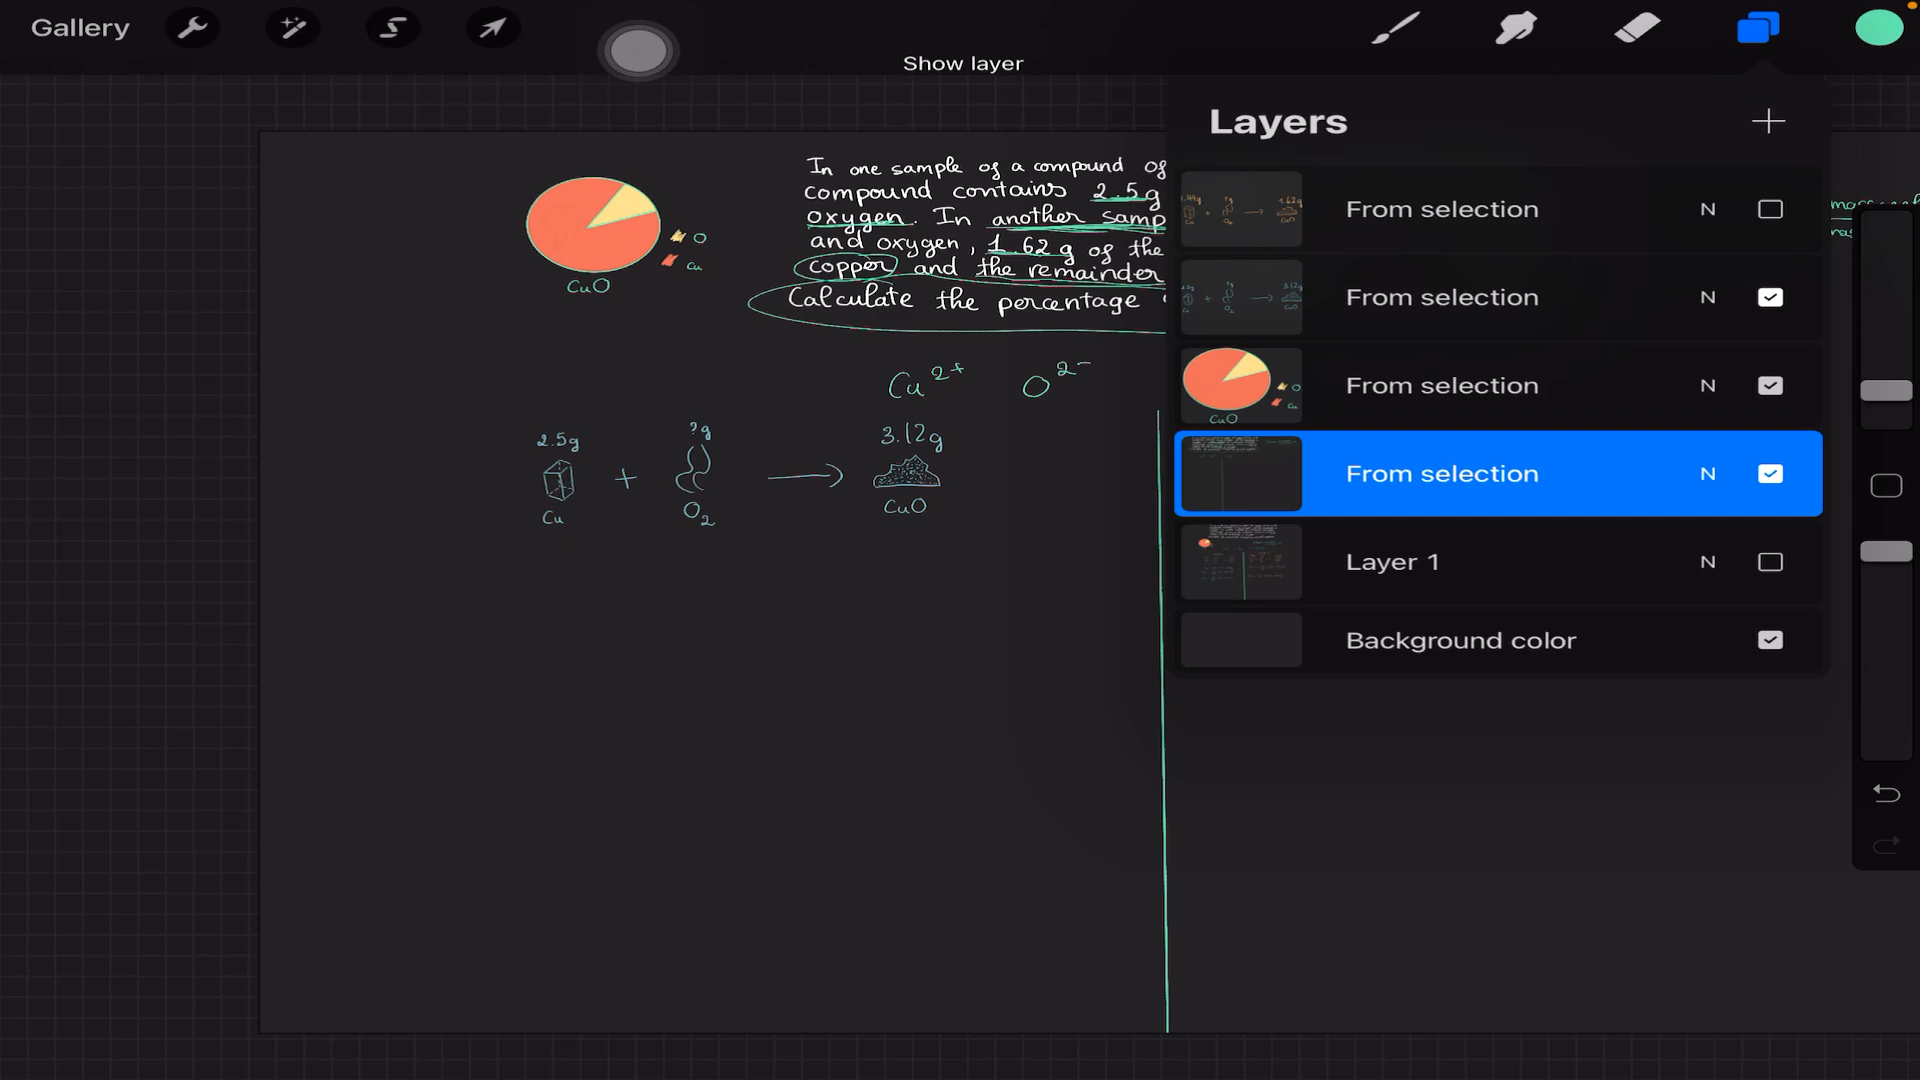 Gallery
Show layer
Layers
In one sample of a compound of
compound contains 2.5g
oxygen. In another samp
and oxygen, 1.62 g of the
copper and the remainder
Calculate the percentage
O
Cu
CuO
Cu2+ O2-
2.5g ?g 3.12g
+
Cu O2 CuO
From selection N
From selection N
From selection N
From selection N
Layer 1 N
Background color